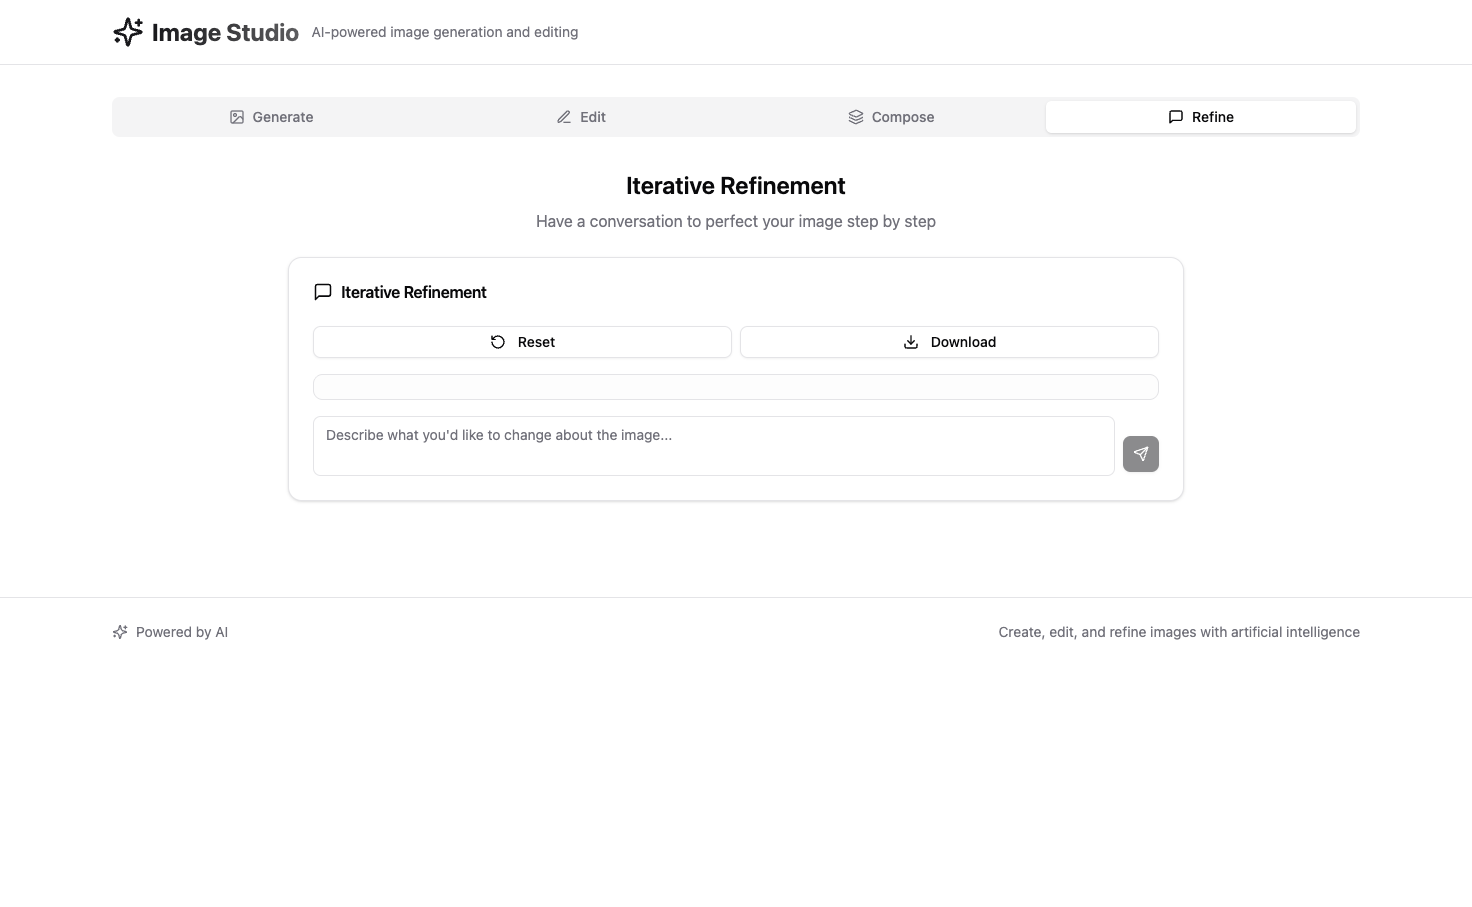 Image Studio AI-powered image generation and editing
Generate Edit Compose Refine
Iterative Refinement
Have a conversation to perfect your image step by step
Iterative Refinement
Reset Download
Describe what you'd like to change about the image...
Powered by AI Create, edit, and refine images with artificial intelligence